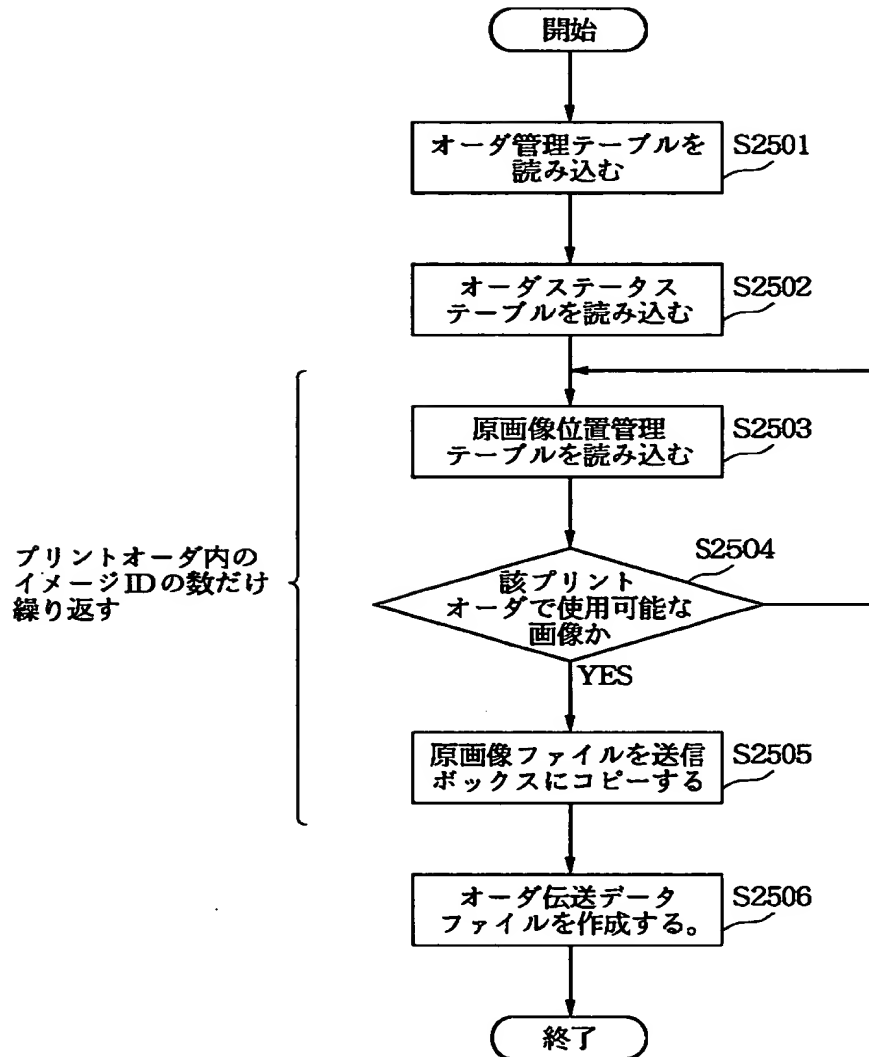 開始
オーダ管理テーブルを
読み込む
S2501
オーダステータス
テーブルを読み込む
S2502
原画像位置管理
テーブルを読み込む
S2503
プリントオーダ内の
イメージIDの数だけ
繰り返す
該プリント
オーダで使用可能な
画像か
S2504
YES
原画像ファイルを送信
ボックスにコピーする
S2505
オーダ伝送データ
ファイルを作成する。
S2506
終了